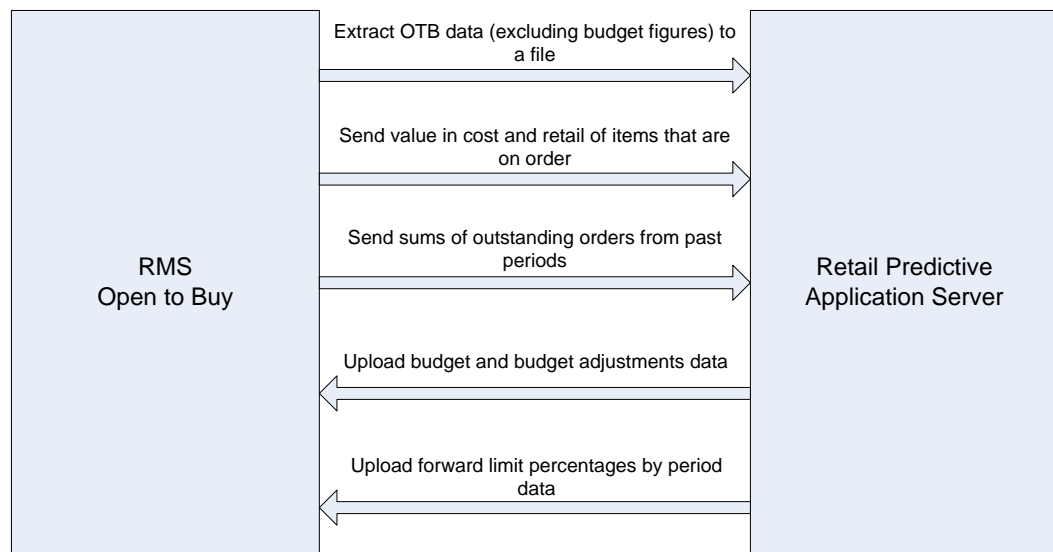 Extract OTB data (excluding budget figures) to
a file
Send value in cost and retail of items that are
on order
Send sums of outstanding orders from past
periods
RMS
Open to Buy
Retail Predictive
Application Server
Upload budget and budget adjustments data
Upload forward limit percentages by period
data